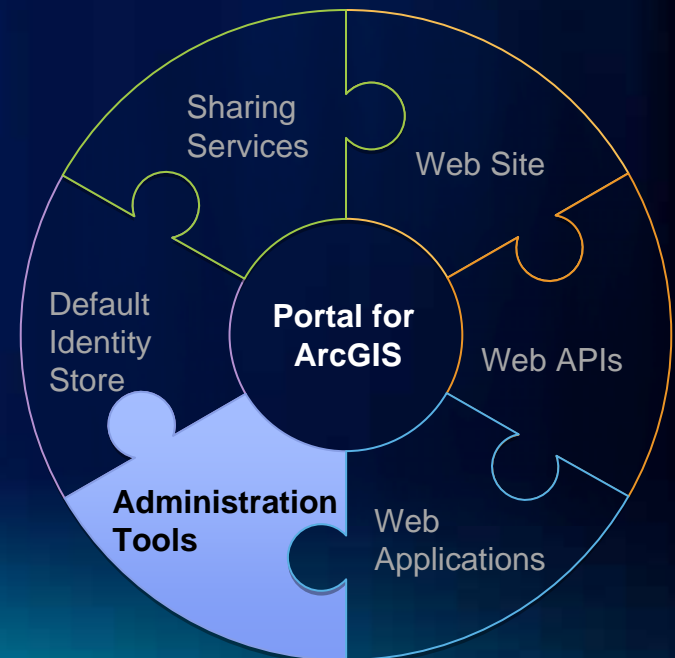 Sharing
Services
Web Site
Default
Identity
Store
Portal for
ArcGIS
Web APIs
Administration
Tools
Web
Applications